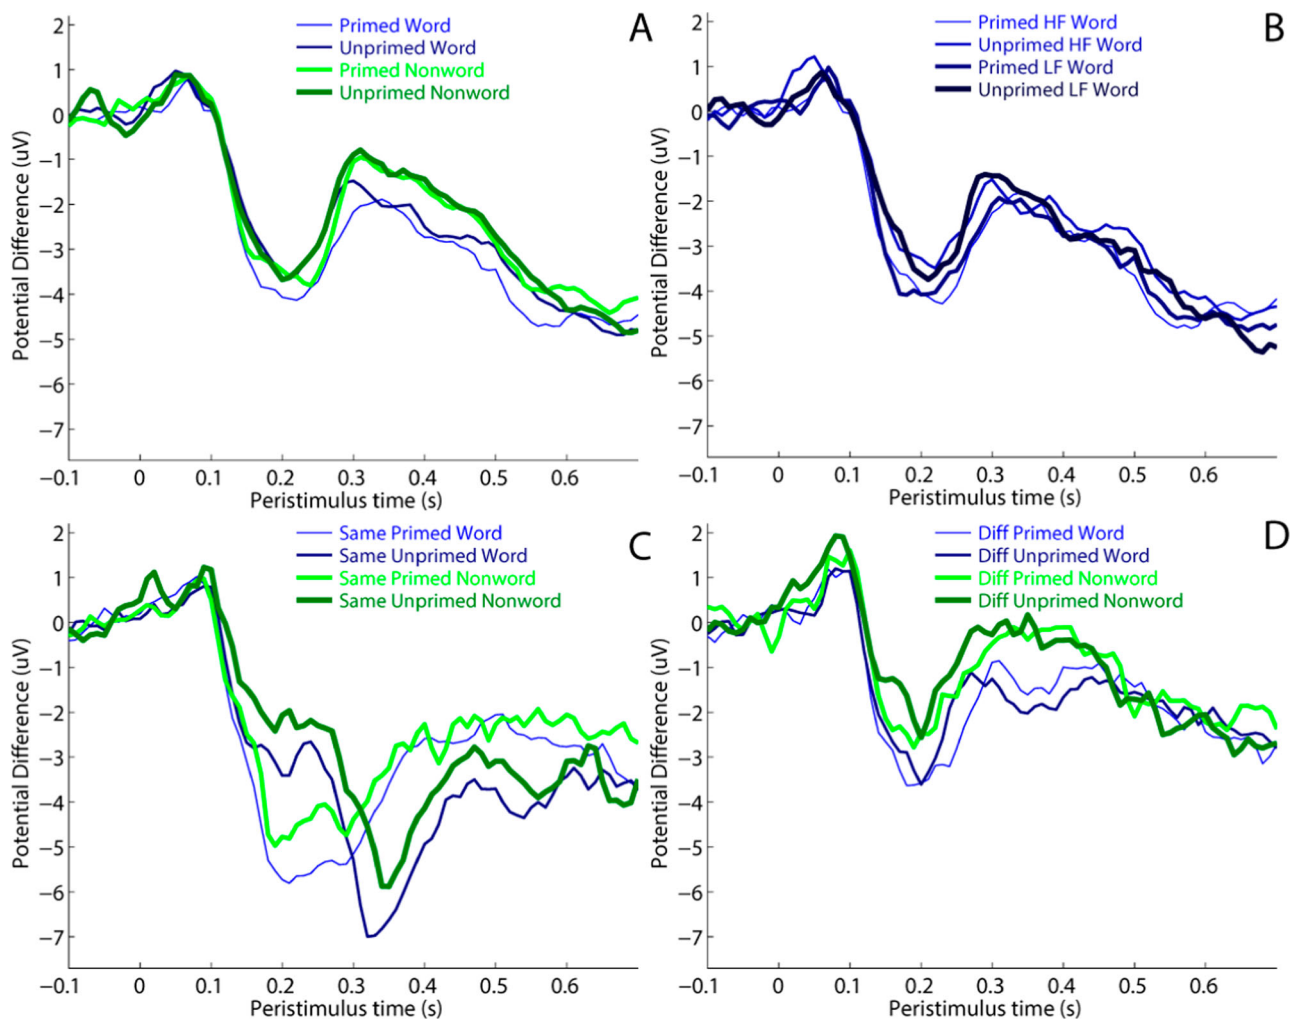 Primed Word
Unprimed Word
Primed Nonword
Unprimed Nonword
A
2
1
0
−1
−2
−3
−4
−5
−6
−7
Potential Difference (uV)
−0.1 0 0.1 0.2 0.3 0.4 0.5 0.6
Peristimulus time (s)
Primed HF Word
Unprimed HF Word
Primed LF Word
Unprimed LF Word
B
2
1
0
−1
−2
−3
−4
−5
−6
−7
Potential Difference (uV)
−0.1 0 0.1 0.2 0.3 0.4 0.5 0.6
Peristimulus time (s)
Same Primed Word
Same Unprimed Word
Same Primed Nonword
Same Unprimed Nonword
C
2
1
0
−1
−2
−3
−4
−5
−6
−7
Potential Difference (uV)
−0.1 0 0.1 0.2 0.3 0.4 0.5 0.6
Peristimulus time (s)
Diff Primed Word
Diff Unprimed Word
Diff Primed Nonword
Diff Unprimed Nonword
D
2
1
0
−1
−2
−3
−4
−5
−6
−7
Potential Difference (uV)
−0.1 0 0.1 0.2 0.3 0.4 0.5 0.6
Peristimulus time (s)